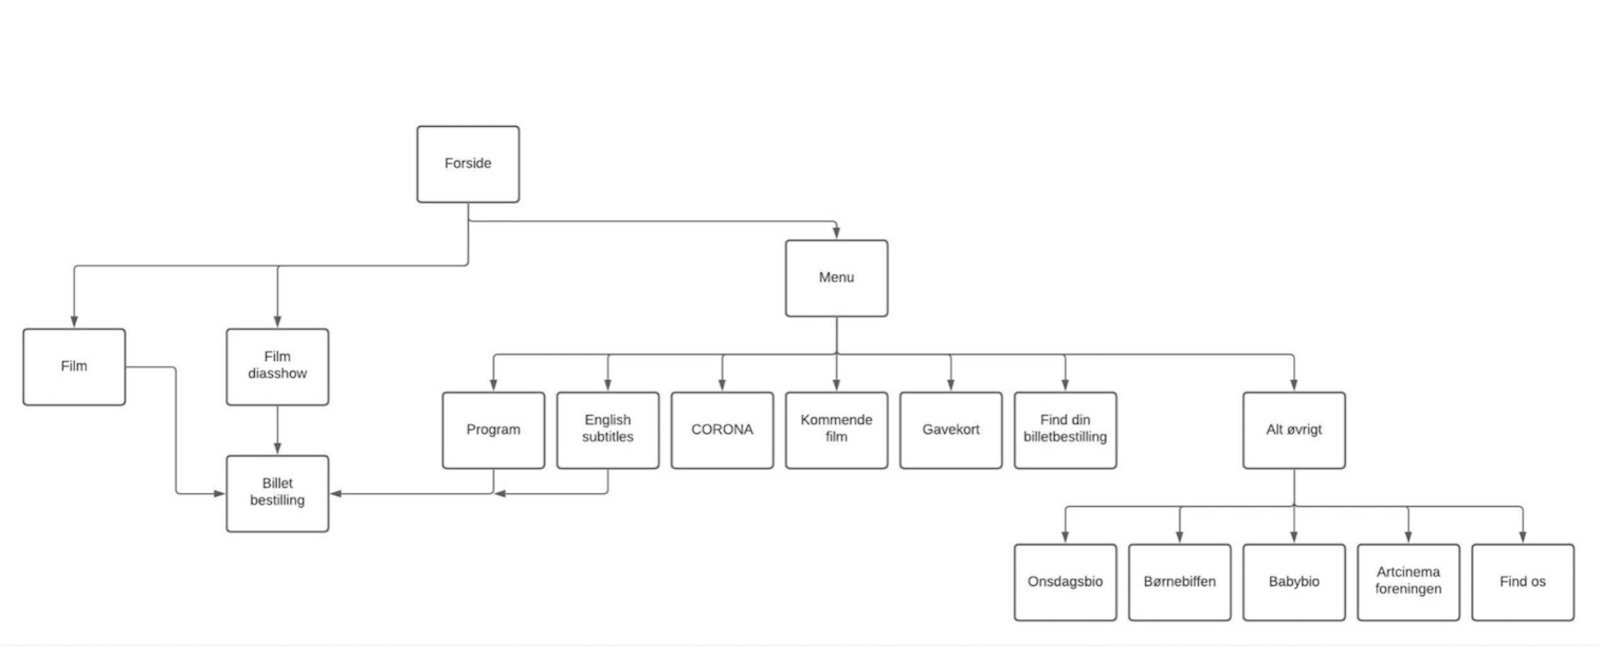 Forside
Menu
Film
Film
diasshow
Program
English
subtitles
CORONA
Kommende
film
Gavekort
Find din
billetbestilling
Alt øvrigt
Billet
bestilling
Onsdagsbio
Børnebiffen
Babybio
Artcinema
foreningen
Find os